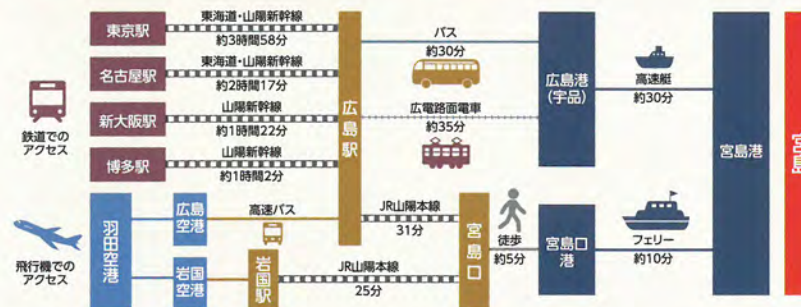 鉄道での
アクセス
東京駅
東海道・山陽新幹線
約3時間58分
名古屋駅
東海道・山陽新幹線
約2時間17分
新大阪駅
山陽新幹線
約1時間22分
博多駅
山陽新幹線
約1時間2分
広島駅
バス
約30分
広電路面電車
約35分
広島港
(宇品)
高速艇
約30分
宮島港
宮島
飛行機での
アクセス
羽田空港
広島
空港
高速バス
岩国
空港
岩国駅
JR山陽本線
31分
JR山陽本線
25分
宮島口
徒歩
約5分
宮島口
港
フェリー
約10分